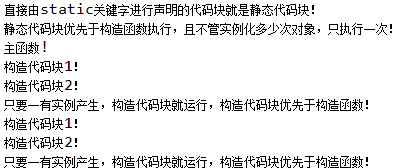 直接由static关键字进行声明的代码块就是静态代码块!
静态代码块优先于构造函数执行，且不管实例化多少次对象，只执行一次!
主函数!
构造代码块1!
构造代码块2!
只要一有实例产生，构造代码块就运行，构造代码块优先于构造函数!
构造代码块1!
构造代码块2!
只要一有实例产生，构造代码块就运行，构造代码块优先于构造函数!